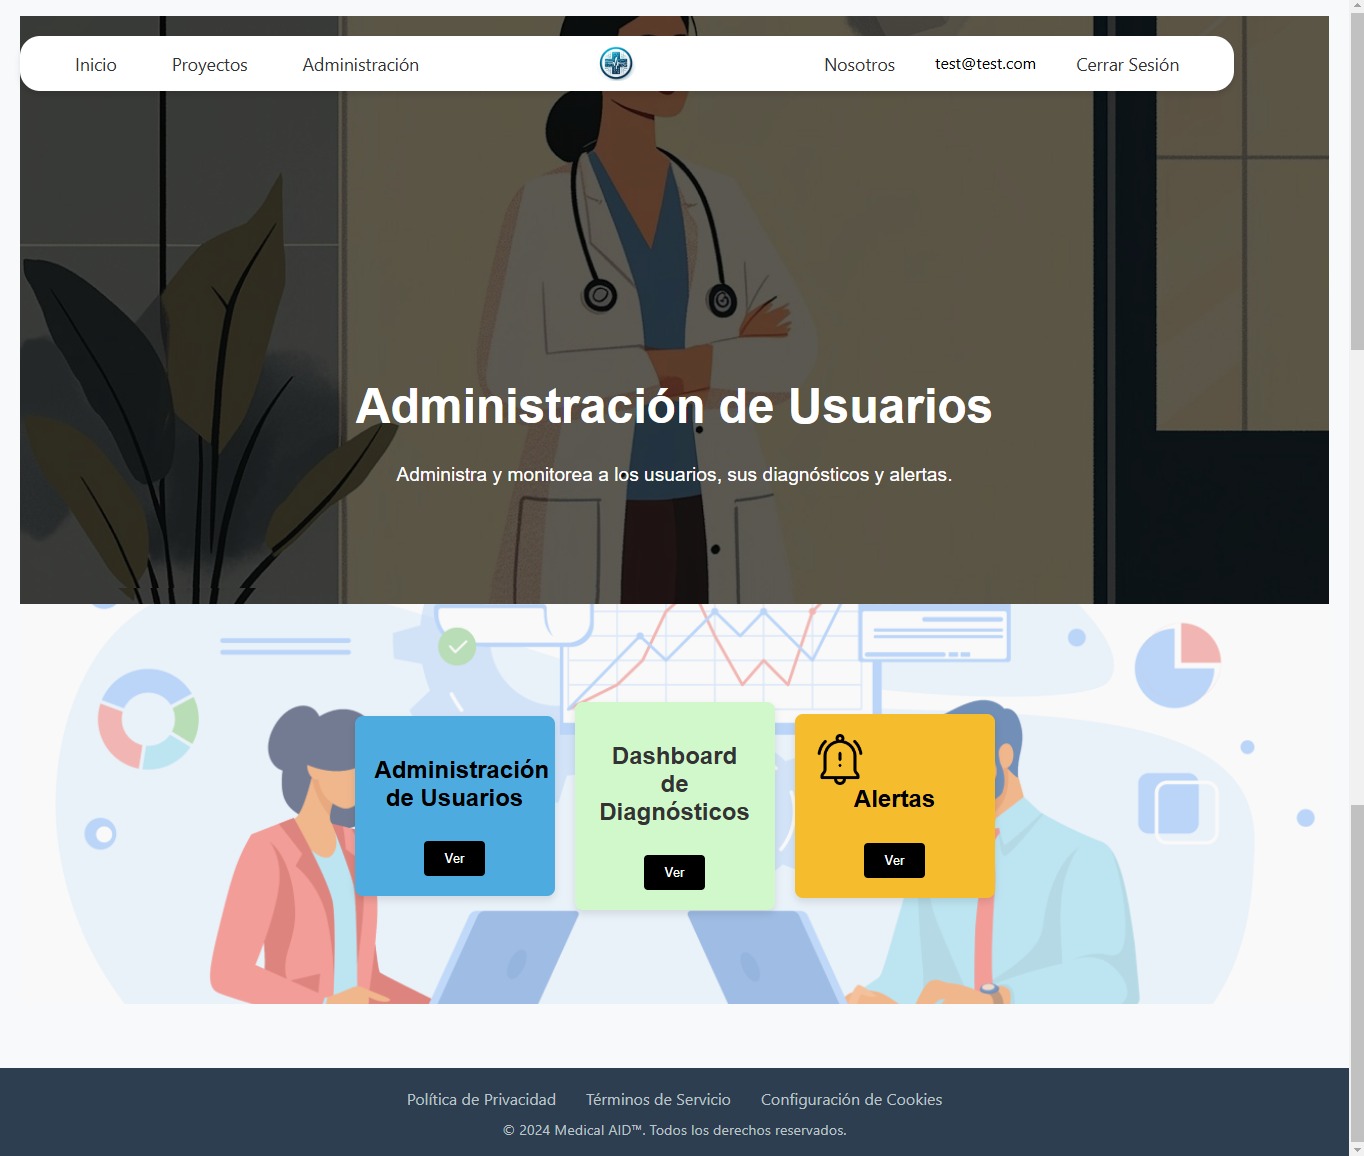 Inicio
Proyectos
Administración
Nosotros
test@test.com
Cerrar Sesión
Administración de Usuarios
Administra y monitorea a los usuarios, sus diagnósticos y alertas.
Administración
de Usuarios
Ver
Dashboard
de
Diagnósticos
Ver
Alertas
Ver
Política de Privacidad
Términos de Servicio
Configuración de Cookies
© 2024 Medical AID™. Todos los derechos reservados.